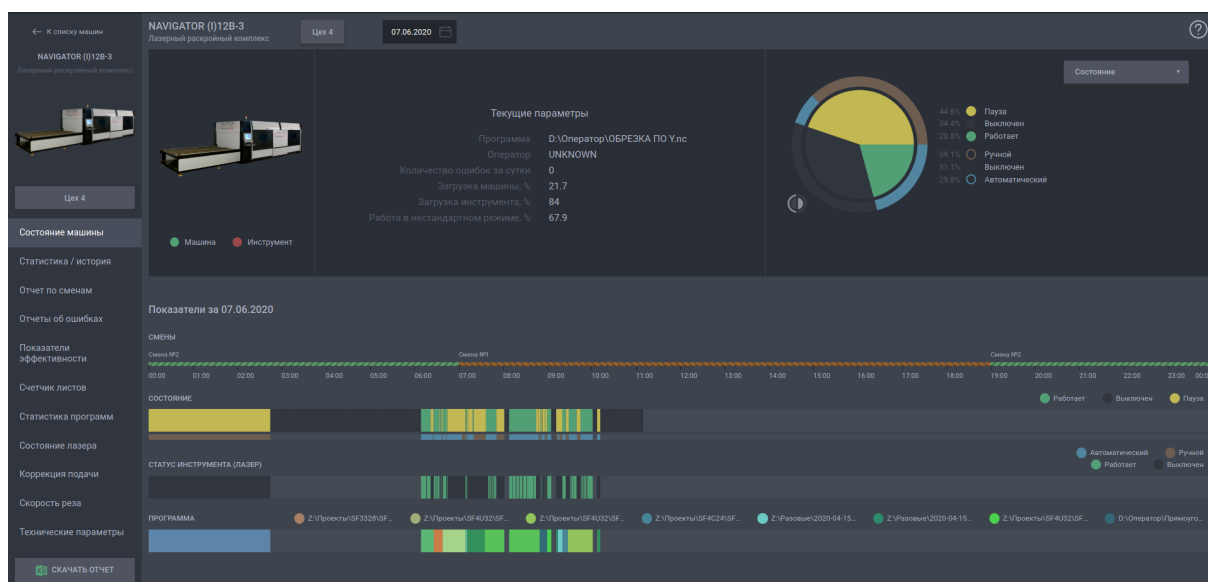 ← К списку машин
NAVIGATOR (I)12B-3
Лазерный раскройный комплекс
Цех 4
07.06.2020
NAVIGATOR (I)12B-3
Лазерный раскройный комплекс
Цех 4
Состояние машины
Статистика / история
Отчет по сменам
Отчеты об ошибках
Показатели
эффективности
Счетчик листов
Статистика программ
Состояние лазера
Коррекция подачи
Скорость реза
Технические параметры
СКАЧАТЬ ОТЧЕТ
Машина
Инструмент
Текущие параметры
Программа D:\Оператор\ОБРЕЗКА ПО Y.nc
Оператор UNKNOWN
Количество ошибок за сутки 0
Загрузка машины, % 21.7
Загрузка инструмента, % 84
Работа в нестандартном режиме, % 67.9
Состояние
44.8% Пауза
34.4% Выключен
20.8% Работает
39.1% Ручной
31.1% Выключен
29.8% Автоматический
Показатели за 07.06.2020
СМЕНЫ
Смена №2 Смена №1 Смена №2
00:00 01:00 02:00 03:00 04:00 05:00 06:00 07:00 08:00 09:00 10:00 11:00 12:00 13:00 14:00 15:00 16:00 17:00 18:00 19:00 20:00 21:00 22:00 23:00 00:0
СОСТОЯНИЕ
Работает Выключен Пауза
Автоматический Ручной
СТАТУС ИНСТРУМЕНТА (ЛАЗЕР)
Работает Выключен
ПРОГРАММА
Z:\Проекты\SF3328\SF... Z:\Проекты\SF4U32\SF... Z:\Проекты\SF4U32\SF... Z:\Проекты\SF4C24\SF... Z:\Разовые\2020-04-15... Z:\Разовые\2020-04-15... Z:\Проекты\SF4U32\SF... D:\Оператор\Прямоуго...